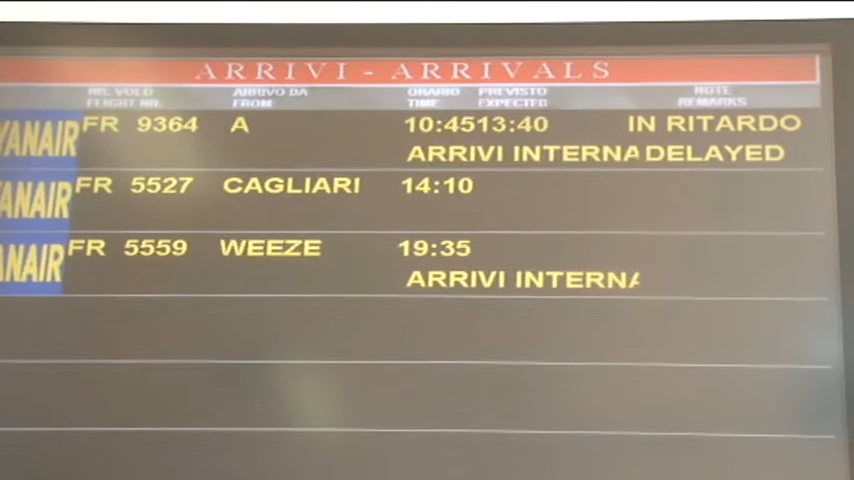 ARRIVI - ARRIVALS
NR. VOLO ARRIVO DA ORARIO PREVISTO NOTE
FLIGHT NR. FROM TIME EXPECTED REMARKS
YANAIR FR 9364 A 10:45 13:40 IN RITARDO
ARRIVI INTERNA DELAYED
YANAIR FR 5527 CAGLIARI 14:10
ANAIR FR 5559 WEEZE 19:35
ARRIVI INTERNA